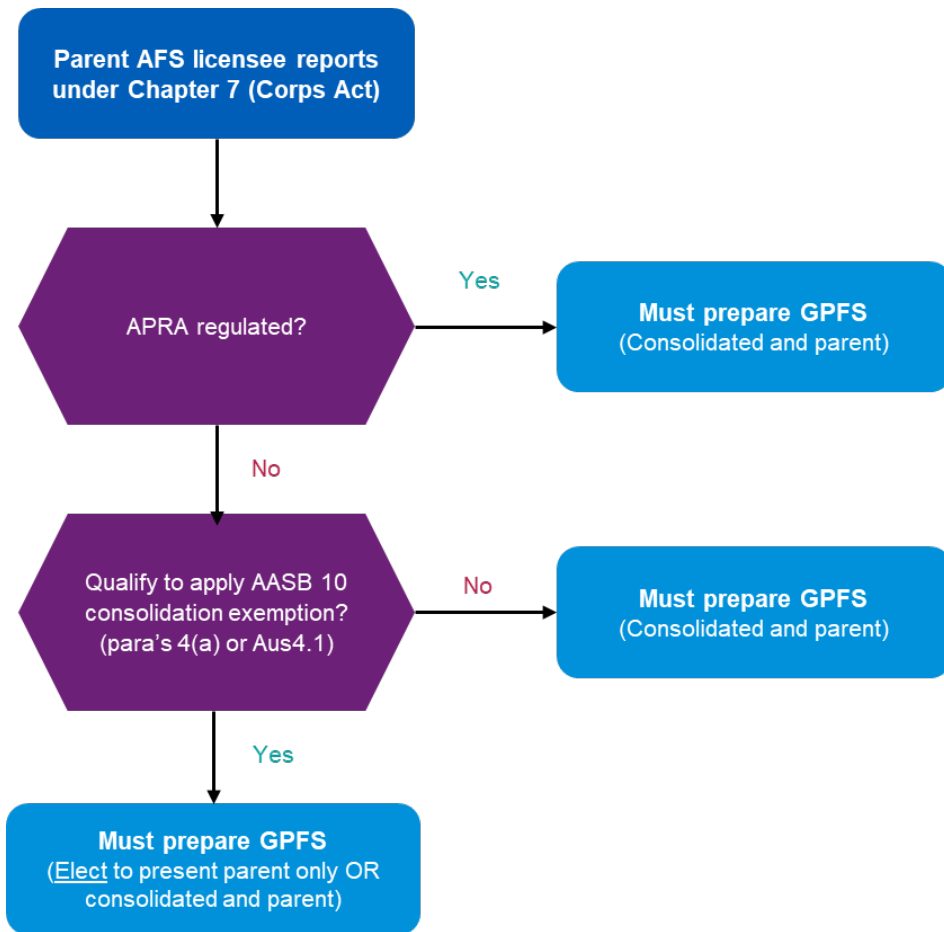 Parent AFS licensee reports
under Chapter 7 (Corps Act)
APRA regulated?
Yes
Must prepare GPFS
(Consolidated and parent)
No
Qualify to apply AASB 10
consolidation exemption?
(para's 4(a) or Aus4.1)
No
Must prepare GPFS
(Consolidated and parent)
Yes
Must prepare GPFS
(Elect to present parent only OR
consolidated and parent)